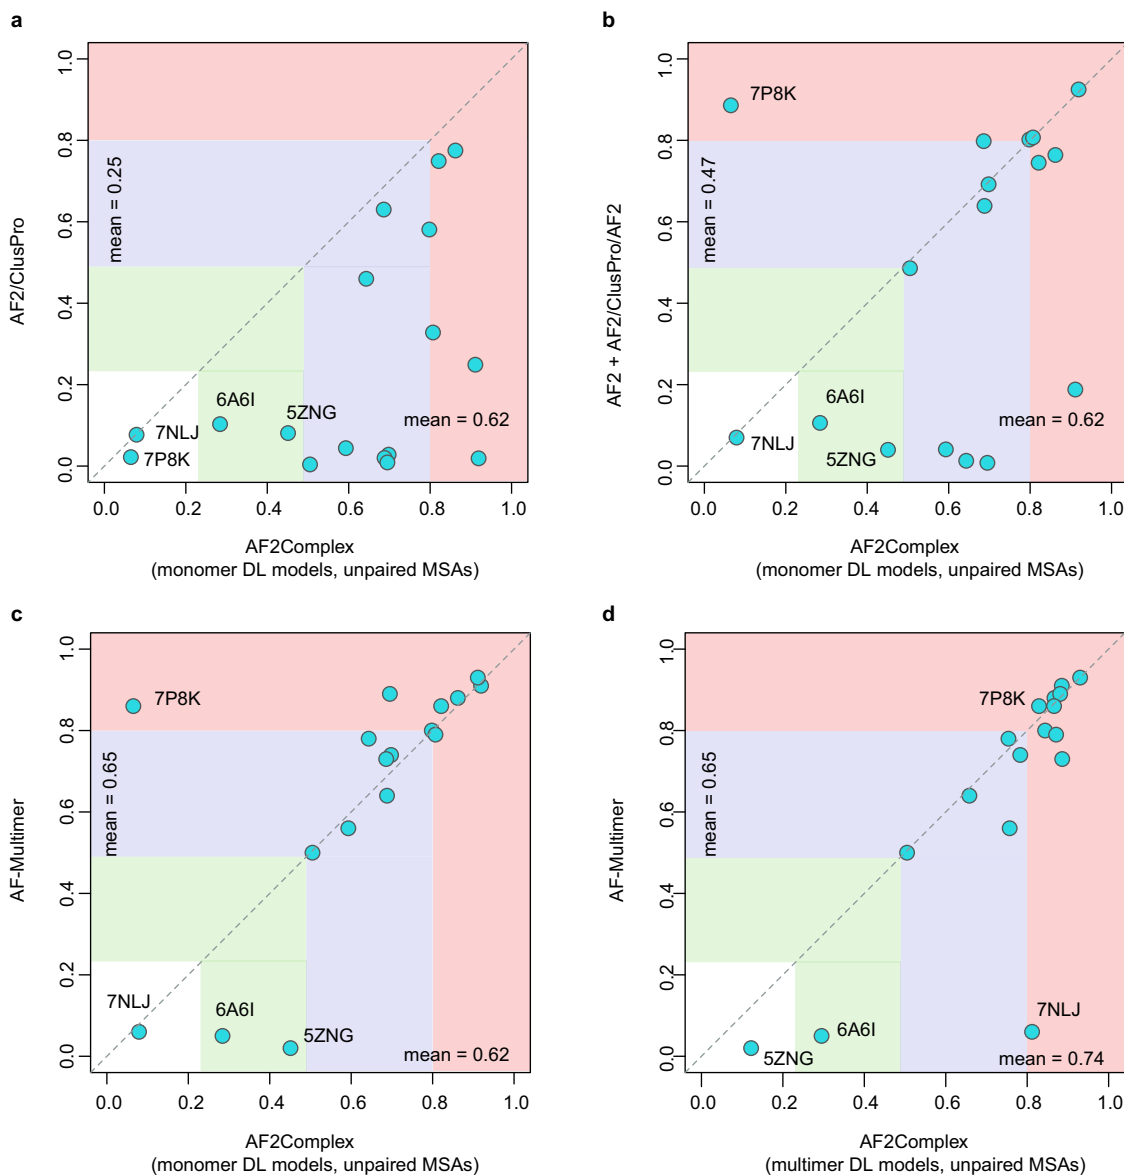 a
1.0
0.8
0.6
0.4
0.2
0.0
AF2/ClusPro
mean = 0.25
6A6I
5ZNG
7NLJ
7P8K
mean = 0.62
0.0 0.2 0.4 0.6 0.8 1.0
AF2Complex
(monomer DL models, unpaired MSAs)
b
1.0
0.8
0.6
0.4
0.2
0.0
AF2 + AF2/ClusPro/AF2
7P8K
mean = 0.47
6A6I
mean = 0.62
7NLJ
5ZNG
0.0 0.2 0.4 0.6 0.8 1.0
AF2Complex
(monomer DL models, unpaired MSAs)
c
1.0
0.8
0.6
0.4
0.2
0.0
AF-Multimer
7P8K
mean = 0.65
7NLJ
6A6I
5ZNG
mean = 0.62
0.0 0.2 0.4 0.6 0.8 1.0
AF2Complex
(monomer DL models, unpaired MSAs)
d
1.0
0.8
0.6
0.4
0.2
0.0
AF-Multimer
7P8K
mean = 0.65
7NLJ
6A6I
5ZNG
mean = 0.74
0.0 0.2 0.4 0.6 0.8 1.0
AF2Complex
(multimer DL models, unpaired MSAs)